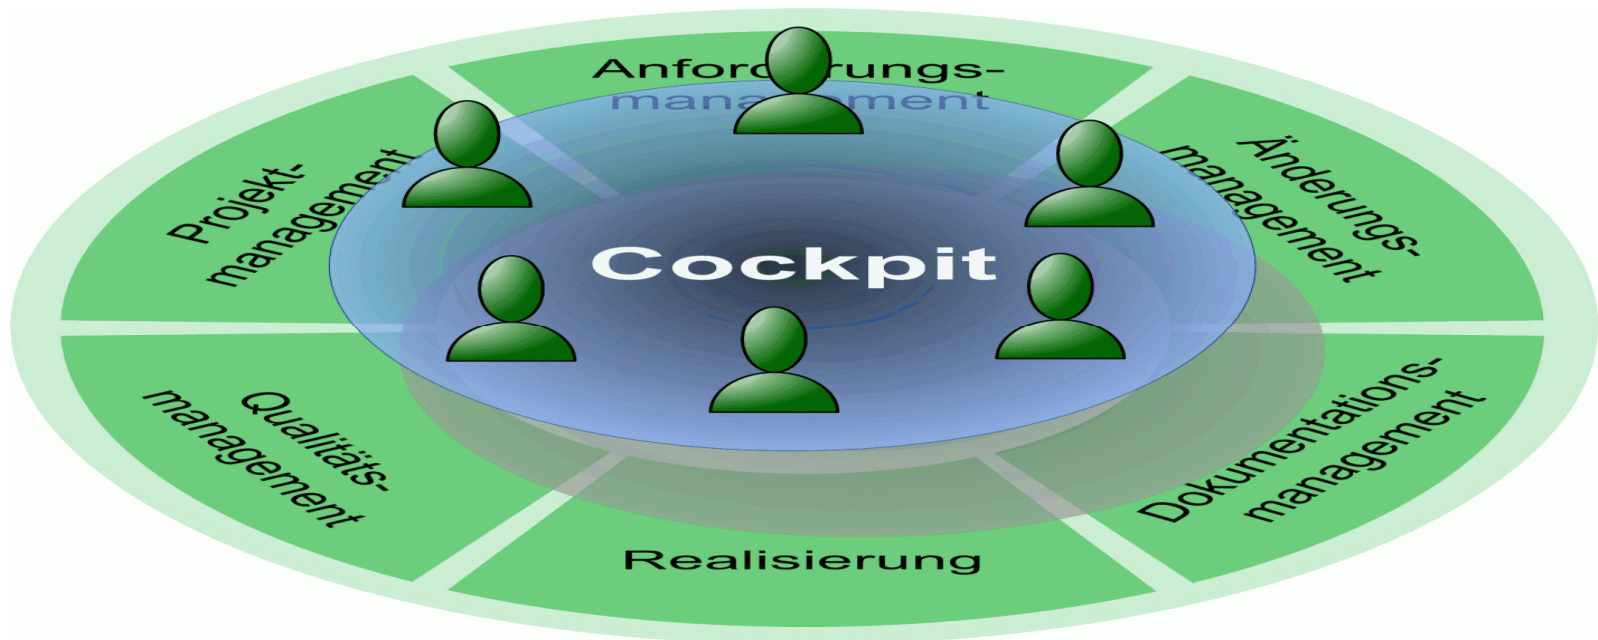 Anforderungs-
management
Projekt-
management
Änderungs-
management
Cockpit
Qualitäts-
management
Dokumentations-
management
Realisierung